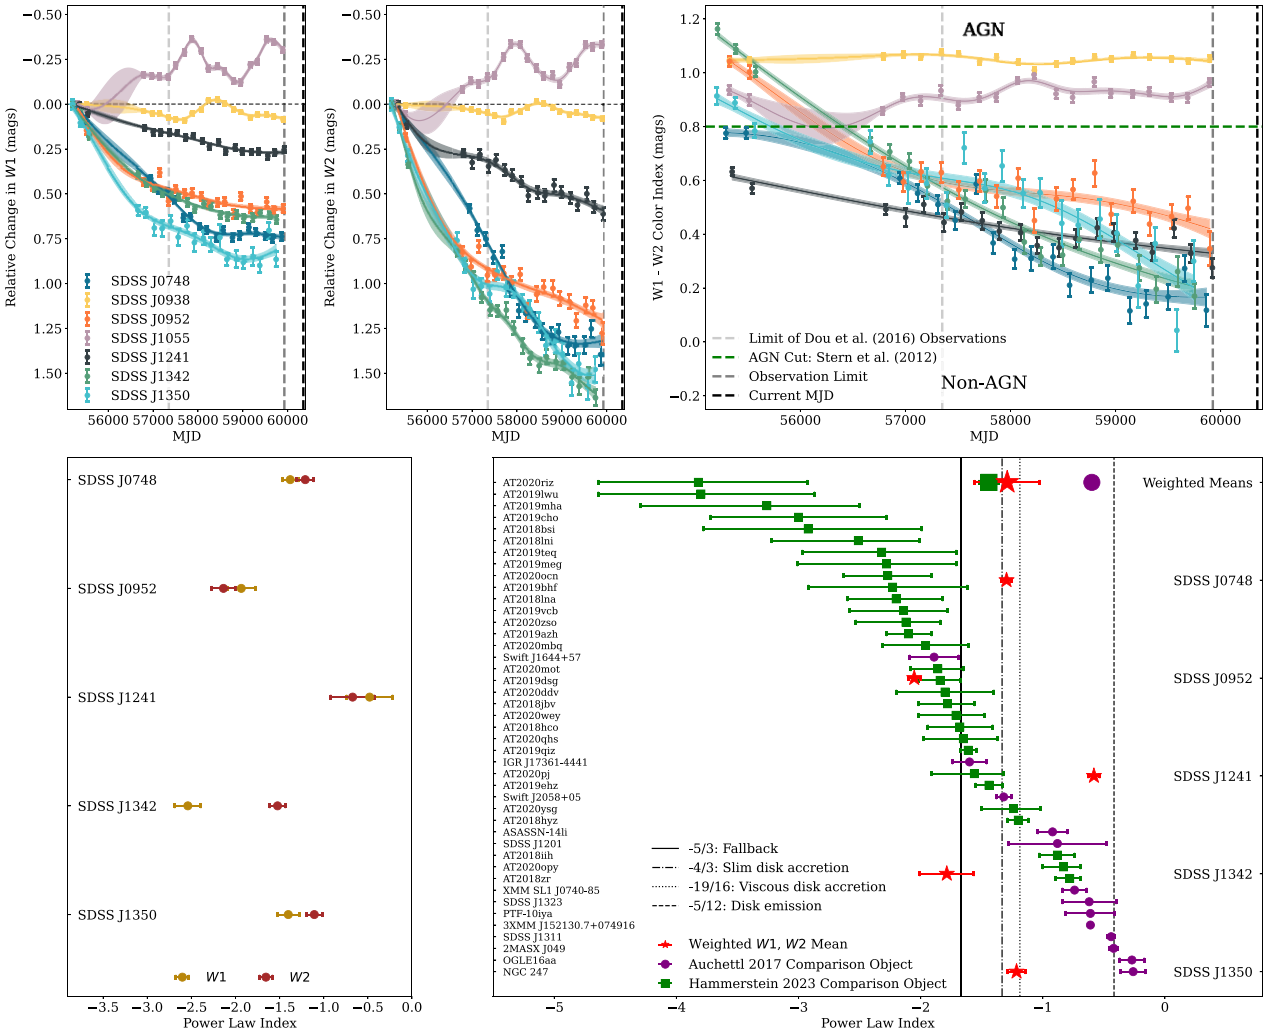 −0.50
−0.25
0.00
0.25
0.50
0.75
1.00
1.25
1.50
Relative Change in W1 (mags)
SDSS J0748
SDSS J0938
SDSS J0952
SDSS J1055
SDSS J1241
SDSS J1342
SDSS J1350
56000 57000 58000 59000 60000
MJD
−0.50
−0.25
0.00
0.25
0.50
0.75
1.00
1.25
1.50
Relative Change in W2 (mags)
56000 57000 58000 59000 60000
MJD
1.2
1.0
0.8
0.6
0.4
0.2
0.0
−0.2
W1 - W2 Color Index (mags)
AGN
Limit of Dou et al. (2016) Observations
AGN Cut: Stern et al. (2012)
Observation Limit
Current MJD
Non-AGN
56000 57000 58000 59000 60000
MJD
SDSS J0748
SDSS J0952
SDSS J1241
SDSS J1342
SDSS J1350
W1 W2
−3.5 −3.0 −2.5 −2.0 −1.5 −1.0 −0.5 0.0
Power Law Index
AT2020riz
AT2019lwu
AT2019mha
AT2019cho
AT2018bsi
AT2018lni
AT2019teq
AT2019meg
AT2020ocn
AT2019bhf
AT2018lna
AT2019vcb
AT2020zso
AT2019azh
AT2020mbq
Swift J1644+57
AT2020mot
AT2019dsg
AT2020ddv
AT2018jbv
AT2020wey
AT2018hco
AT2020qhs
AT2019qiz
IGR J17361-4441
AT2020pj
AT2019ehz
Swift J2058+05
AT2020ysg
AT2018hyz
ASASSN-14li
SDSS J1201
AT2018iih
AT2020opy
AT2018zr
XMM SL1 J0740-85
SDSS J1323
PTF-10iya
3XMM J152130.7+074916
SDSS J1311
2MASX J049
OGLE16aa
NGC 247
Weighted Means
SDSS J0748
SDSS J0952
SDSS J1241
SDSS J1342
SDSS J1350
-5/3: Fallback
-4/3: Slim disk accretion
-19/16: Viscous disk accretion
-5/12: Disk emission
Weighted W1, W2 Mean
Auchettl 2017 Comparison Object
Hammerstein 2023 Comparison Object
−5 −4 −3 −2 −1 0
Power Law Index